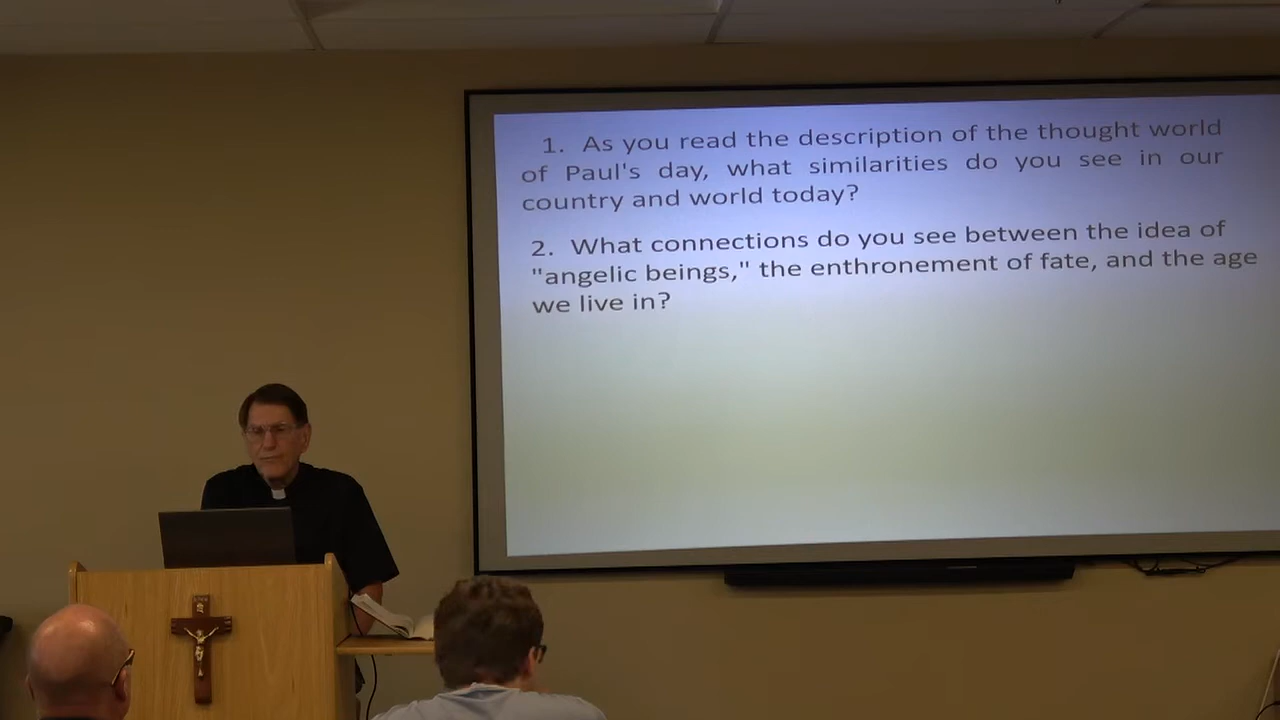 1. As you read the description of the thought world
of Paul's day, what similarities do you see in our
country and world today?
2. What connections do you see between the idea of
"angelic beings," the enthronement of fate, and the age
we live in?